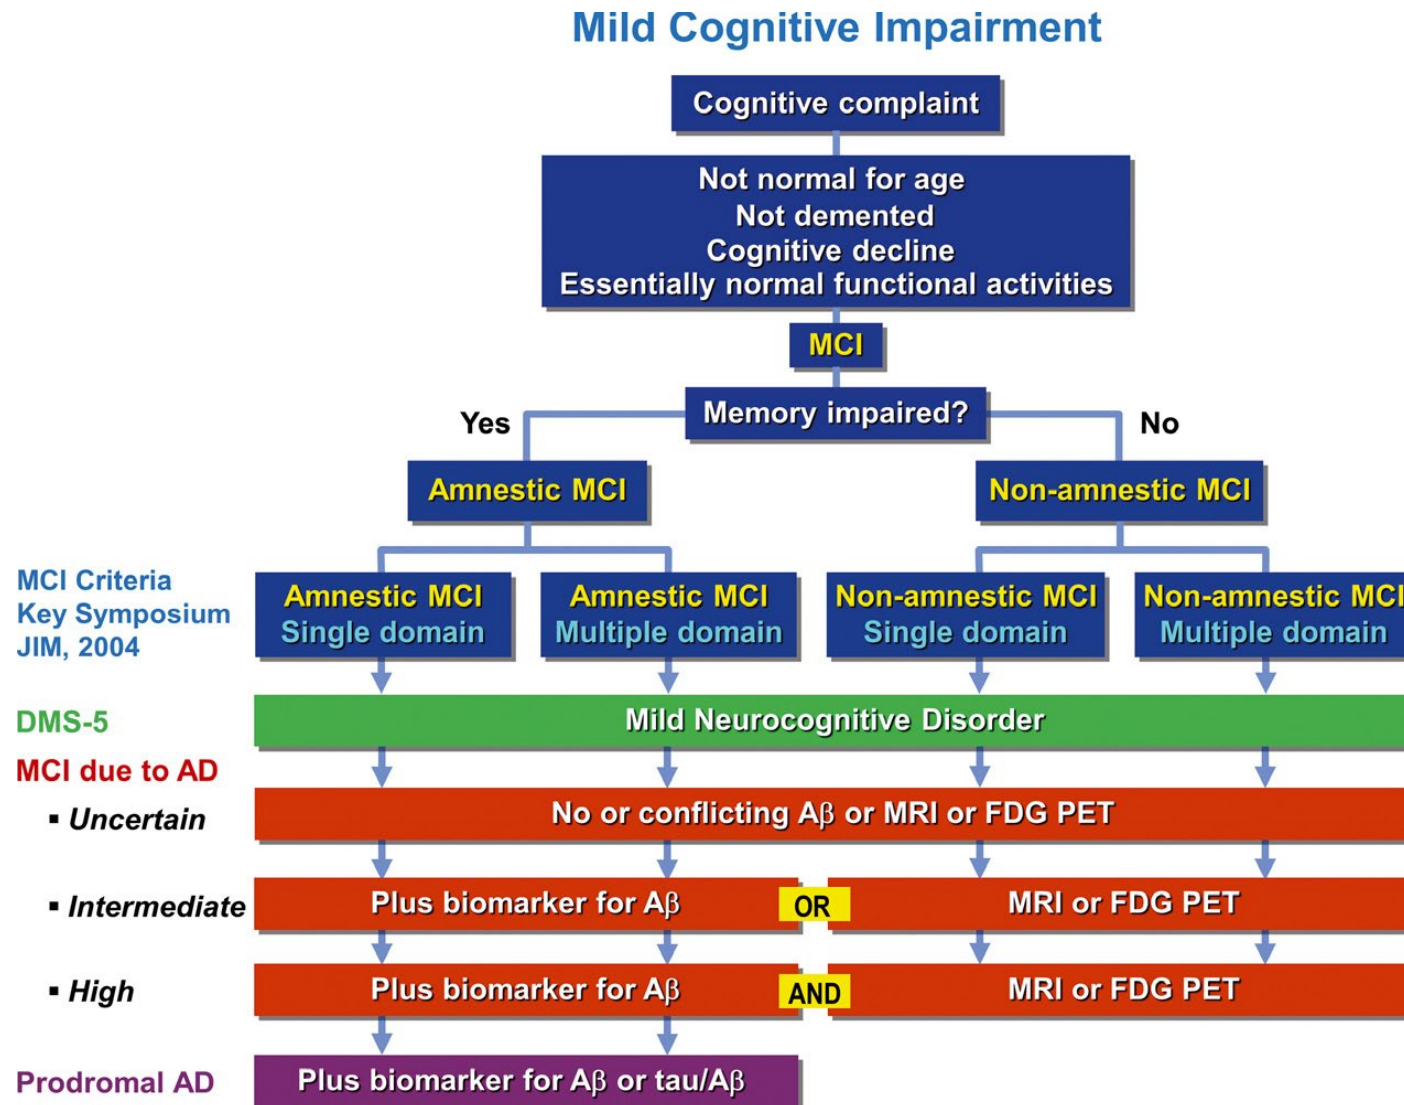 Mild Cognitive Impairment
Cognitive complaint
Not normal for age
Not demented
Cognitive decline
Essentially normal functional activities
MCI
Memory impaired?
Yes
No
Amnestic MCI
Non-amnestic MCI
MCI Criteria
Key Symposium
JIM, 2004
Amnestic MCI
Single domain
Amnestic MCI
Multiple domain
Non-amnestic MCI
Single domain
Non-amnestic MCI
Multiple domain
DMS-5
Mild Neurocognitive Disorder
MCI due to AD
▪ Uncertain
No or conflicting Aβ or MRI or FDG PET
▪ Intermediate
Plus biomarker for Aβ
OR
MRI or FDG PET
▪ High
Plus biomarker for Aβ
AND
MRI or FDG PET
Prodromal AD
Plus biomarker for Aβ or tau/Aβ